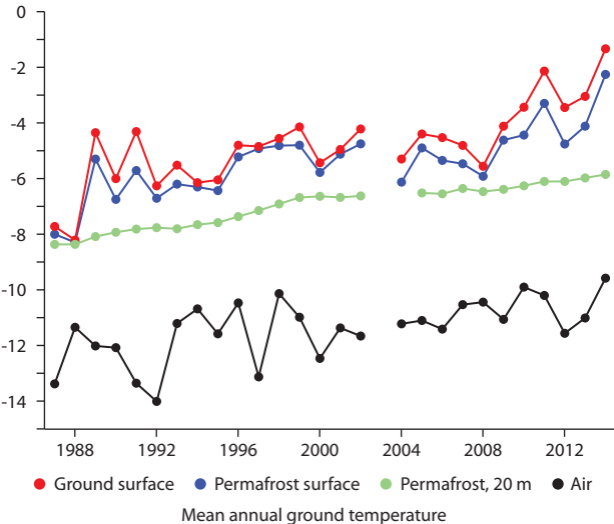 0
-2
-4
-6
-8
-10
-12
-14
1988 1992 1996 2000 2004 2008 2012
Ground surface Permafrost surface Permafrost, 20 m Air
Mean annual ground temperature